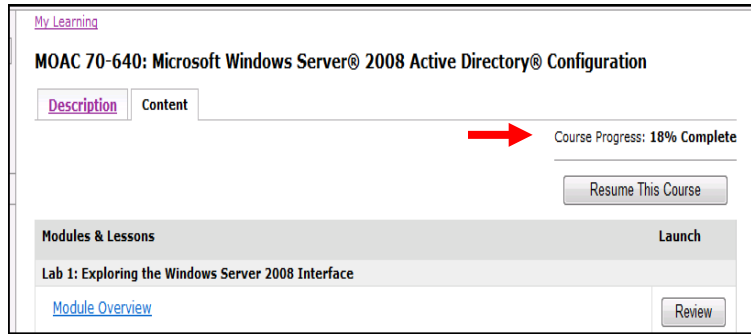 My Learning
MOAC 70-640: Microsoft Windows Server® 2008 Active Directory® Configuration
Description Content
Course Progress: 18% Complete
Resume This Course
Modules & Lessons Launch
Lab 1: Exploring the Windows Server 2008 Interface
Module Overview Review